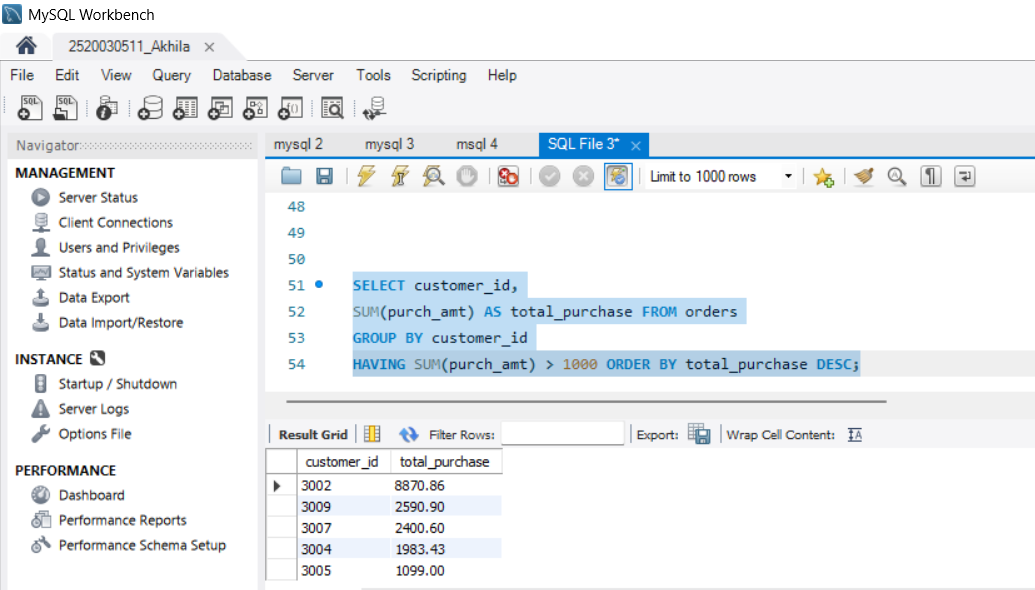 MySQL Workbench
2520030511_Akhila
File Edit View Query Database Server Tools Scripting Help
Navigator
MANAGEMENT
Server Status
Client Connections
Users and Privileges
Status and System Variables
Data Export
Data Import/Restore
INSTANCE
Startup / Shutdown
Server Logs
Options File
PERFORMANCE
Dashboard
Performance Reports
Performance Schema Setup
mysql 2 mysql 3 msql 4 SQL File 3*
Limit to 1000 rows
48
49
50
51 SELECT customer_id,
52 SUM(purch_amt) AS total_purchase FROM orders
53 GROUP BY customer_id
54 HAVING SUM(purch_amt) > 1000 ORDER BY total_purchase DESC;
Result Grid Filter Rows: Export: Wrap Cell Content: IA
customer_id total_purchase
3002 8870.86
3009 2590.90
3007 2400.60
3004 1983.43
3005 1099.00